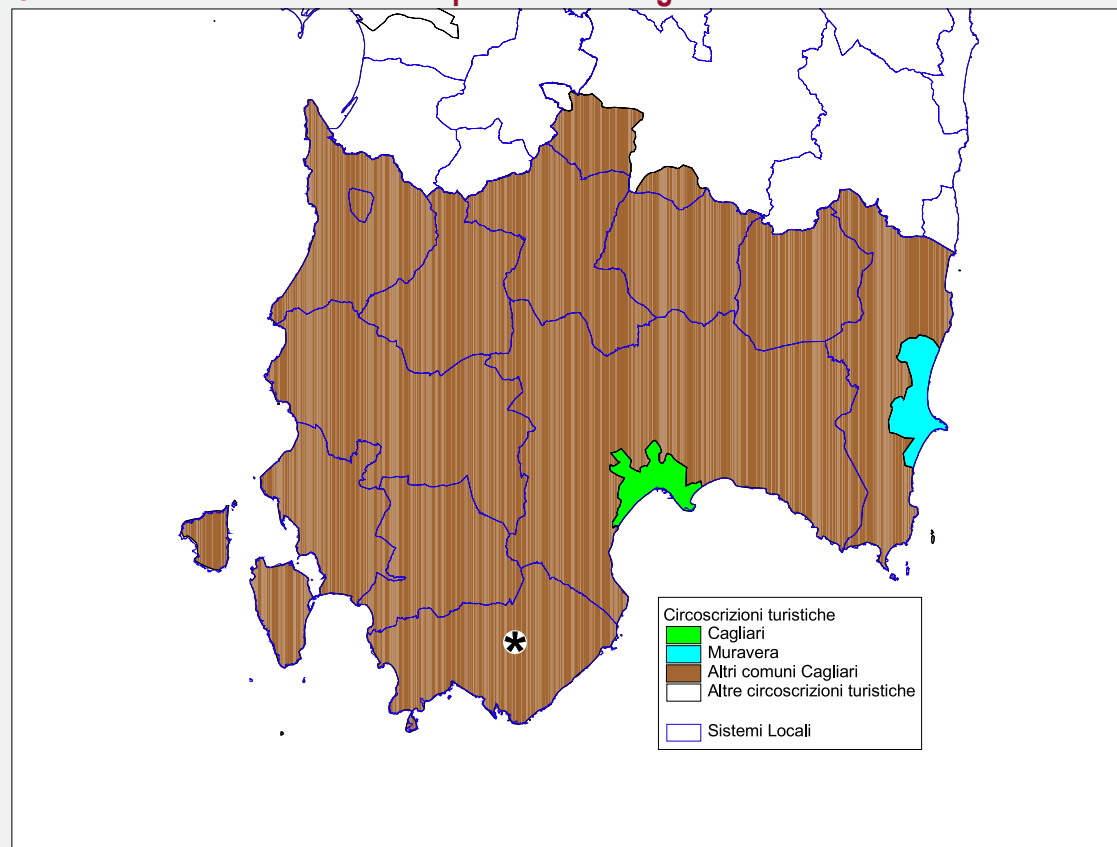 Circoscrizioni turistiche
Cagliari
Muravera
Altri comuni Cagliari
Altre circoscrizioni turistiche
Sistemi Locali